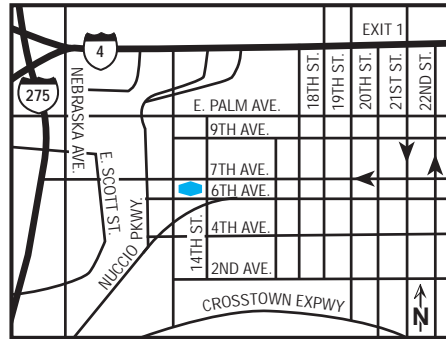 EXIT 1
4
275
NEBRASKA AVE.
E. PALM AVE.
18TH ST.
19TH ST.
20TH ST.
21ST ST.
22ND ST.
9TH AVE.
7TH AVE.
6TH AVE.
E. SCOTT ST.
NUCCIO PKWY.
14TH ST.
4TH AVE.
2ND AVE.
CROSSTOWN EXPWY
N